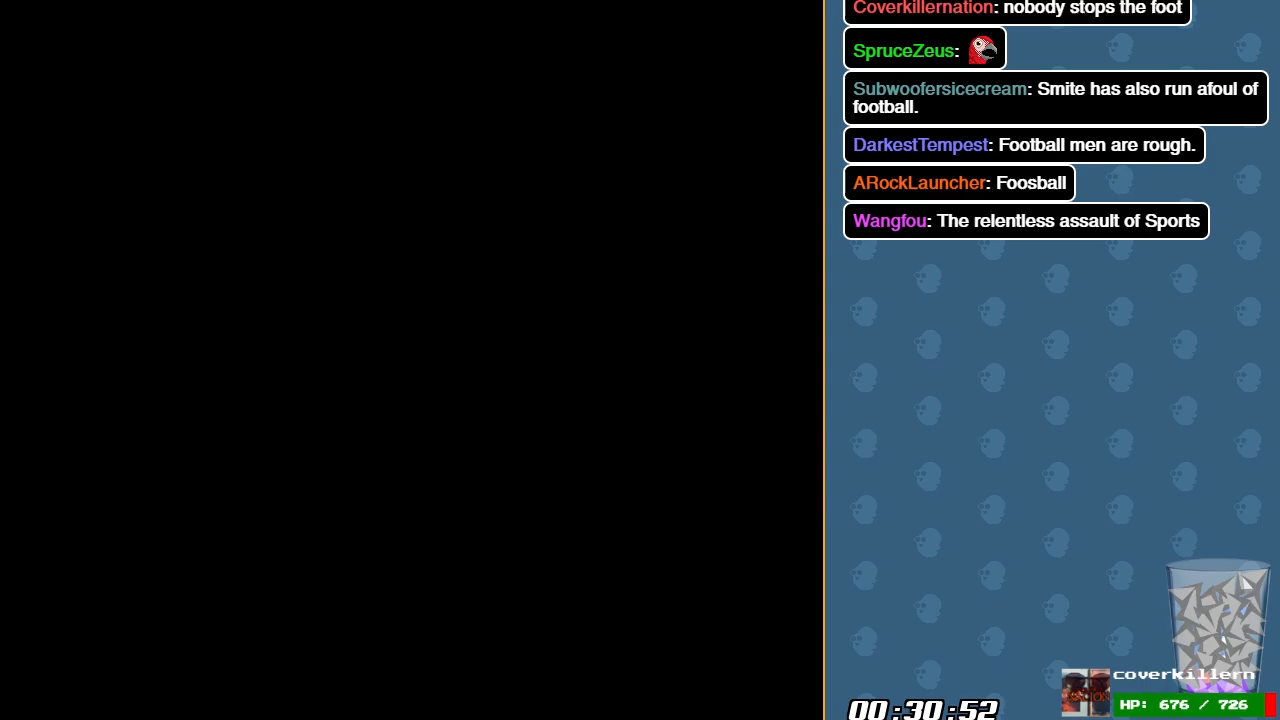 Coverkillernation: nobody stops the foot
SpruceZeus:
Subwoofersicecream: Smite has also run afoul of
football.
DarkestTempest: Football men are rough.
ARockLauncher: Foosball
Wangfou: The relentless assault of Sports
coverkillern
HP: 676 / 726
00:30:52